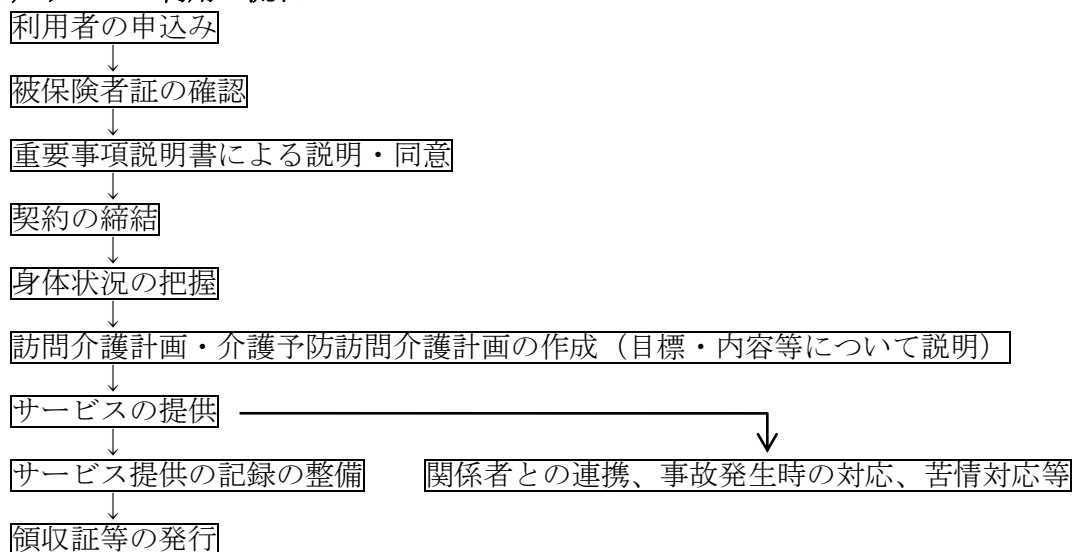 利用者の申込み
↓
被保険者証の確認
↓
重要事項説明書による説明・同意
↓
契約の締結
↓
身体状況の把握
↓
訪問介護計画・介護予防訪問介護計画の作成（目標・内容等について説明）
↓
サービスの提供
↓
サービス提供の記録の整備
関係者との連携、事故発生時の対応、苦情対応等
↓
領収証等の発行